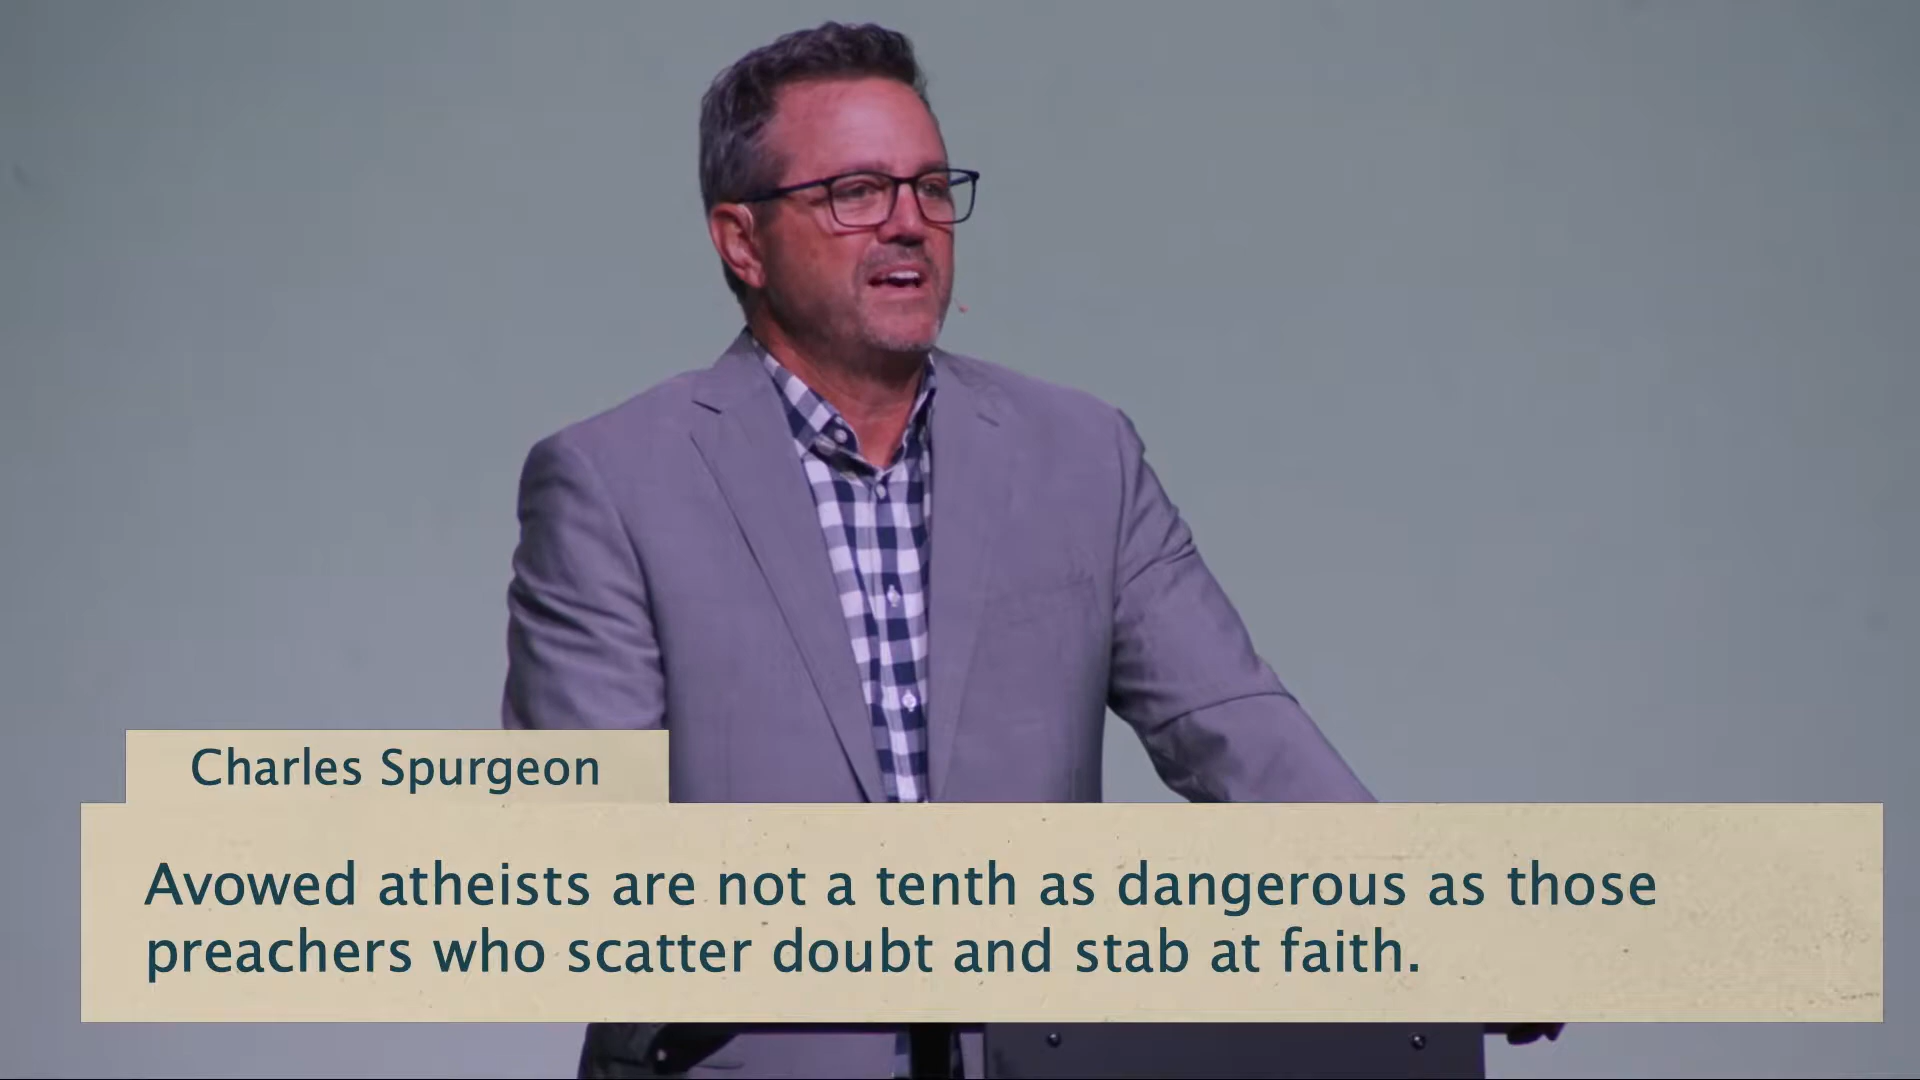 Charles Spurgeon
Avowed atheists are not a tenth as dangerous as those
preachers who scatter doubt and stab at faith.